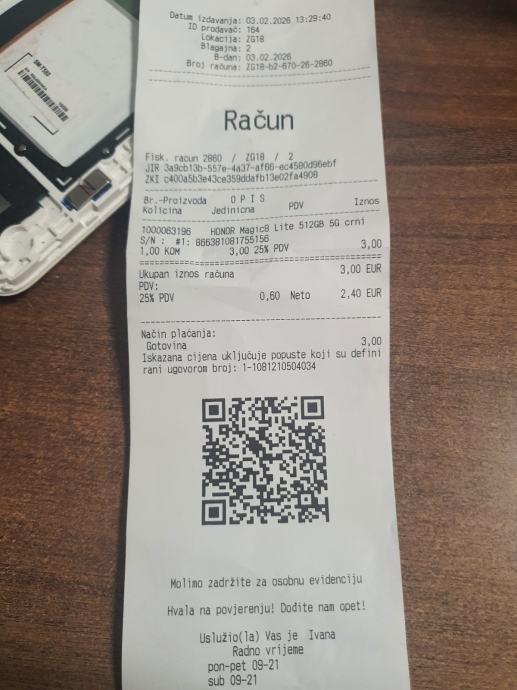 Datum izdavanja: 03.02.2026 13:29:40
ID prodavač: 164
Lokacija: ZG18
Blagajna: 2
B-dan: 03.02.2026
Broj računa: ZG18-b2-670-26-2860
Račun
Fisk. racun 2860 / ZG18 / 2
JIR 3a9cb13b-557e-4a37-af66-ec4580d96ebf
ZKI c400a5b3e43ce359ddafb13e02fa4908
Br.-Proizvoda O P I S Iznos
Kolicina Jedinicna PDV
1000063196 HONOR Magic8 Lite 512GB 5G crni
S/N : #1: 866381081755156
1,00 KOM 3,00 25% PDV 3,00
Ukupan iznos računa 3,00 EUR
PDV:
25% PDV 0,60 Neto 2,40 EUR
Način plaćanja:
Gotovina 3,00
Iskazana cijena uključuje popuste koji su defini
rani ugovorom broj: 1-1081210504034
Molimo zadržite za osobnu evidenciju
Hvala na povjerenju! Dođite nam opet!
Uslužio(la) Vas je Ivana
Radno vrijeme
pon-pet 09-21
sub 09-21